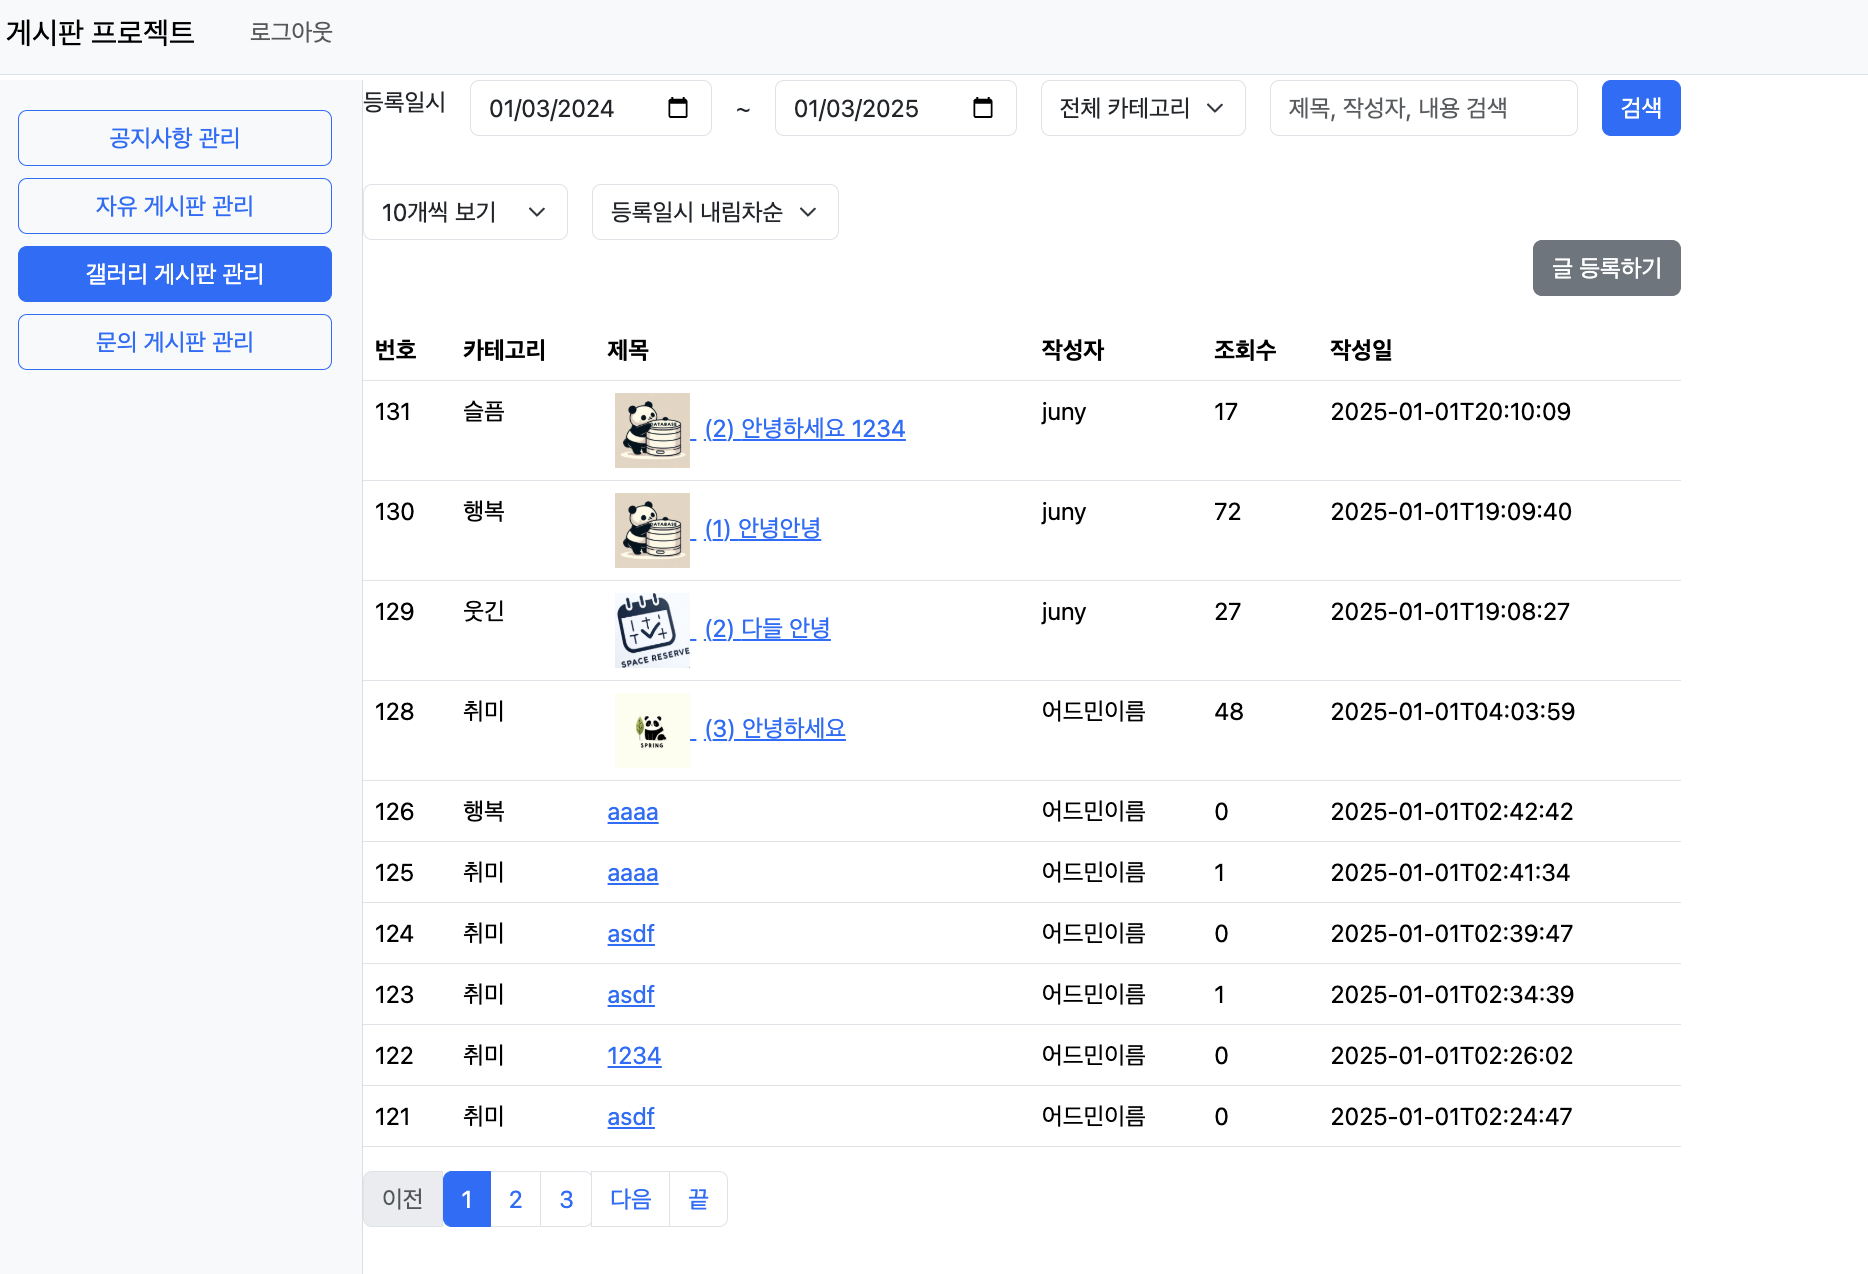 게시판 프로젝트 로그아웃
공지사항 관리
자유 게시판 관리
갤러리 게시판 관리
문의 게시판 관리
등록일시 01/03/2024 ~ 01/03/2025 전체 카테고리 제목, 작성자, 내용 검색 검색
10개씩 보기 등록일시 내림차순
글 등록하기
번호 카테고리 제목 작성자 조회수 작성일
131 슬픔 DATABASE (2) 안녕하세요 1234 juny 17 2025-01-01T20:10:09
130 행복 DATABASE (1) 안녕안녕 juny 72 2025-01-01T19:09:40
129 웃긴 SPACE RESERVE (2) 다들 안녕 juny 27 2025-01-01T19:08:27
128 취미 SPRING (3) 안녕하세요 어드민이름 48 2025-01-01T04:03:59
126 행복 aaaa 어드민이름 0 2025-01-01T02:42:42
125 취미 aaaa 어드민이름 1 2025-01-01T02:41:34
124 취미 asdf 어드민이름 0 2025-01-01T02:39:47
123 취미 asdf 어드민이름 1 2025-01-01T02:34:39
122 취미 1234 어드민이름 0 2025-01-01T02:26:02
121 취미 asdf 어드민이름 0 2025-01-01T02:24:47
이전 1 2 3 다음 끝